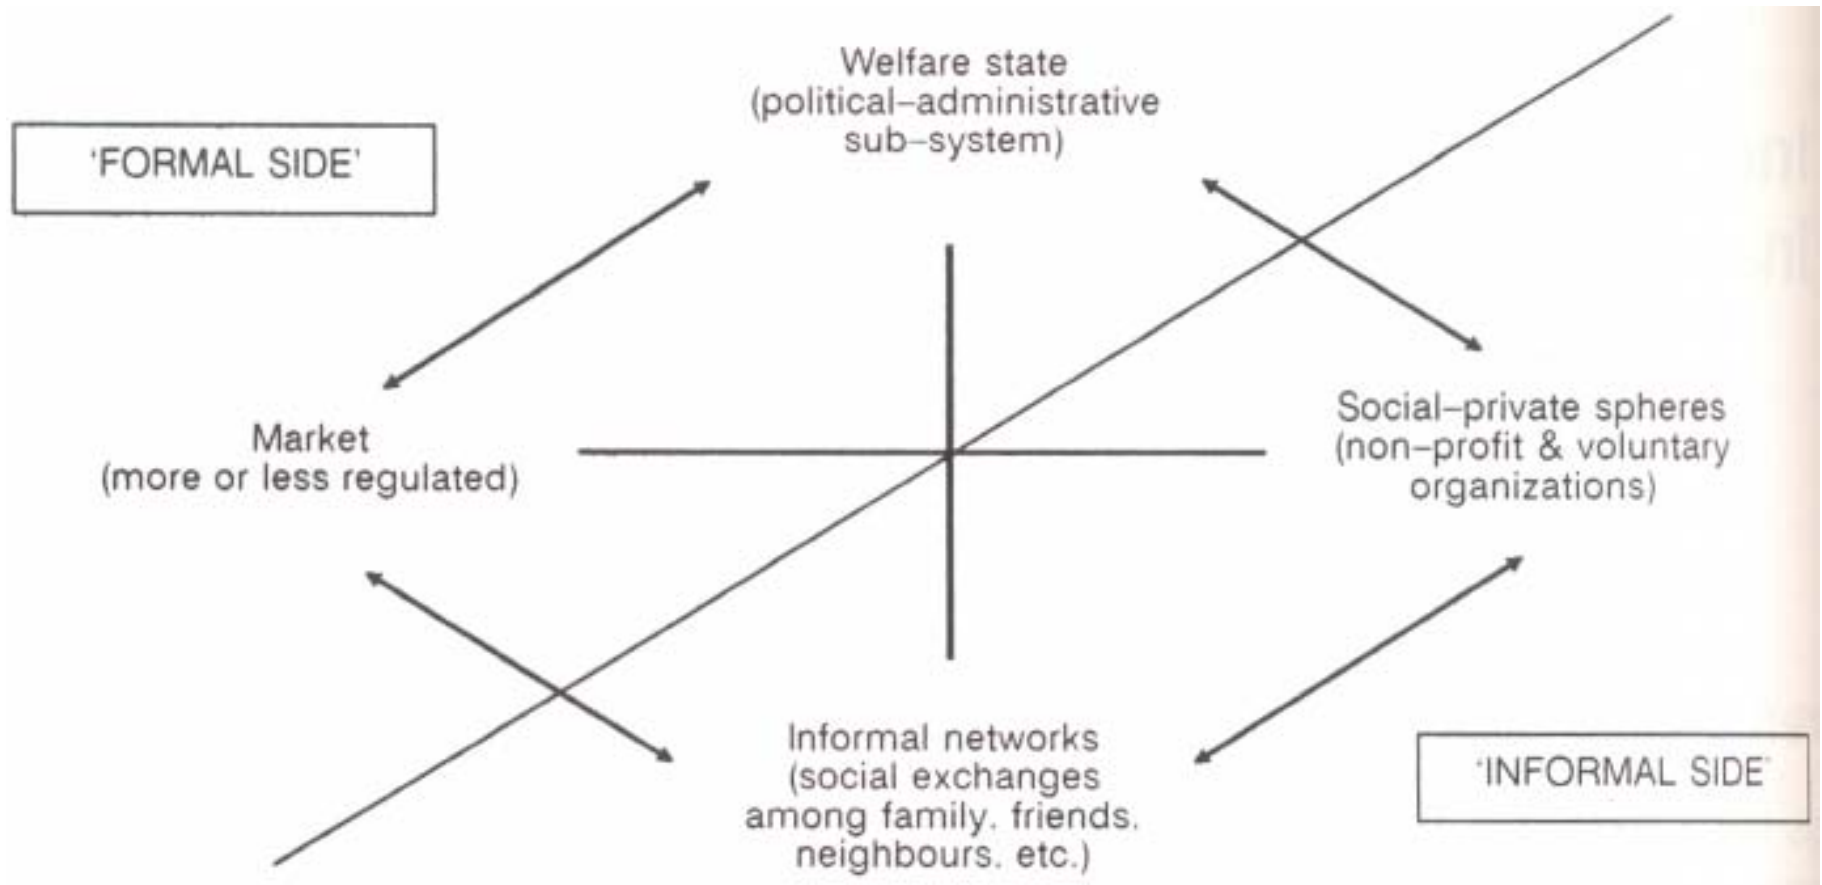 Welfare state
(political–administrative
sub–system)
'FORMAL SIDE'
Market
(more or less regulated)
Social–private spheres
(non–profit & voluntary
organizations)
Informal networks
(social exchanges
among family. friends.
neighbours. etc.)
'INFORMAL SIDE'